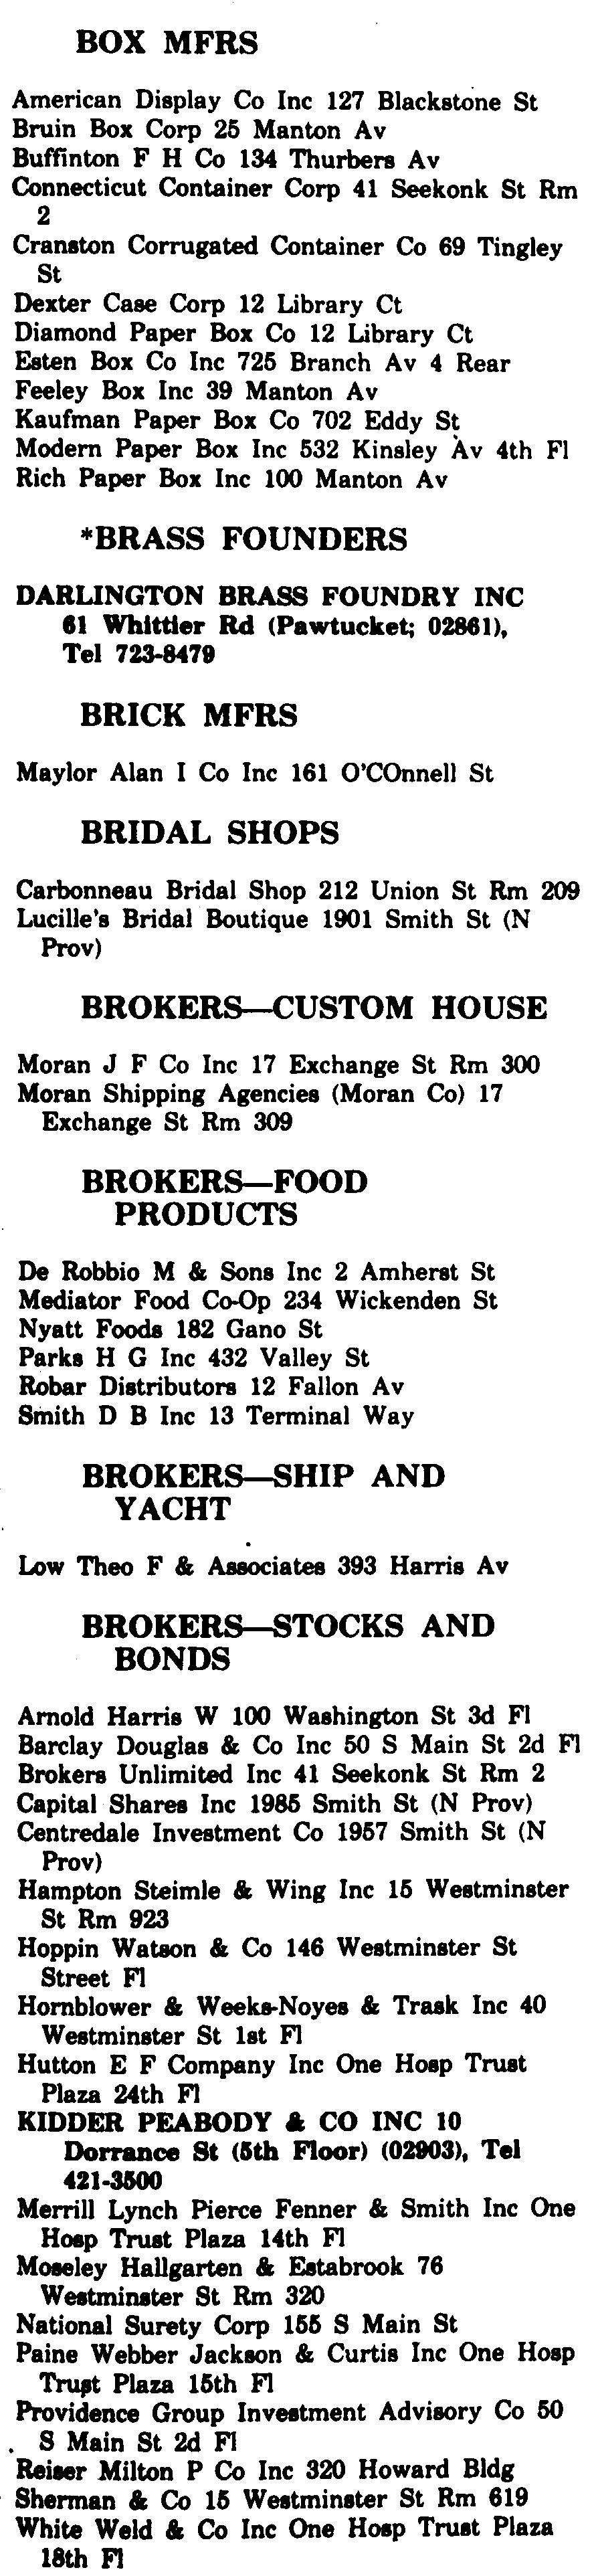 BOX MFRS
American Display Co Inc 127 Blackstone St
Bruin Box Corp 25 Manton Av
Buffinton F H Co 134 Thurbers Av
Connecticut Container Corp 41 Seekonk St Rm
2
Cranston Corrugated Container Co 69 Tingley
St
Dexter Case Corp 12 Library Ct
Diamond Paper Box Co 12 Library Ct
Esten Box Co Inc 725 Branch Av 4 Rear
Feeley Box Inc 39 Manton Av
Kaufman Paper Box Co 702 Eddy St
Modern Paper Box Inc 532 Kinsley Av 4th Fl
Rich Paper Box Inc 100 Manton Av
*BRASS FOUNDERS
DARLINGTON BRASS FOUNDRY INC
61 Whittier Rd (Pawtucket; 02861),
Tel 723-8479
BRICK MFRS
Maylor Alan I Co Inc 161 O'COnnell St
BRIDAL SHOPS
Carbonneau Bridal Shop 212 Union St Rm 209
Lucille's Bridal Boutique 1901 Smith St (N
Prov)
BROKERS—CUSTOM HOUSE
Moran J F Co Inc 17 Exchange St Rm 300
Moran Shipping Agencies (Moran Co) 17
Exchange St Rm 309
BROKERS—FOOD
PRODUCTS
De Robbio M & Sons Inc 2 Amherst St
Mediator Food Co-Op 234 Wickenden St
Nyatt Foods 182 Gano St
Parks H G Inc 432 Valley St
Robar Distributors 12 Fallon Av
Smith D B Inc 13 Terminal Way
BROKERS—SHIP AND
YACHT
Low Theo F & Associates 393 Harris Av
BROKERS—STOCKS AND
BONDS
Arnold Harris W 100 Washington St 3d Fl
Barclay Douglas & Co Inc 50 S Main St 2d Fl
Brokers Unlimited Inc 41 Seekonk St Rm 2
Capital Shares Inc 1985 Smith St (N Prov)
Centredale Investment Co 1957 Smith St (N
Prov)
Hampton Steimle & Wing Inc 15 Westminster
St Rm 923
Hoppin Watson & Co 146 Westminster St
Street Fl
Hornblower & Weeks-Noyes & Trask Inc 40
Westminster St 1st Fl
Hutton E F Company Inc One Hosp Trust
Plaza 24th Fl
KIDDER PEABODY & CO INC 10
Dorrance St (5th Floor) (02903), Tel
421-3500
Merrill Lynch Pierce Fenner & Smith Inc One
Hosp Trust Plaza 14th Fl
Moseley Hallgarten & Estabrook 76
Westminster St Rm 320
National Surety Corp 155 S Main St
Paine Webber Jackson & Curtis Inc One Hosp
Trust Plaza 15th Fl
Providence Group Investment Advisory Co 50
S Main St 2d Fl
Reiser Milton P Co Inc 320 Howard Bldg
Sherman & Co 15 Westminster St Rm 619
White Weld & Co Inc One Hosp Trust Plaza
18th Fl